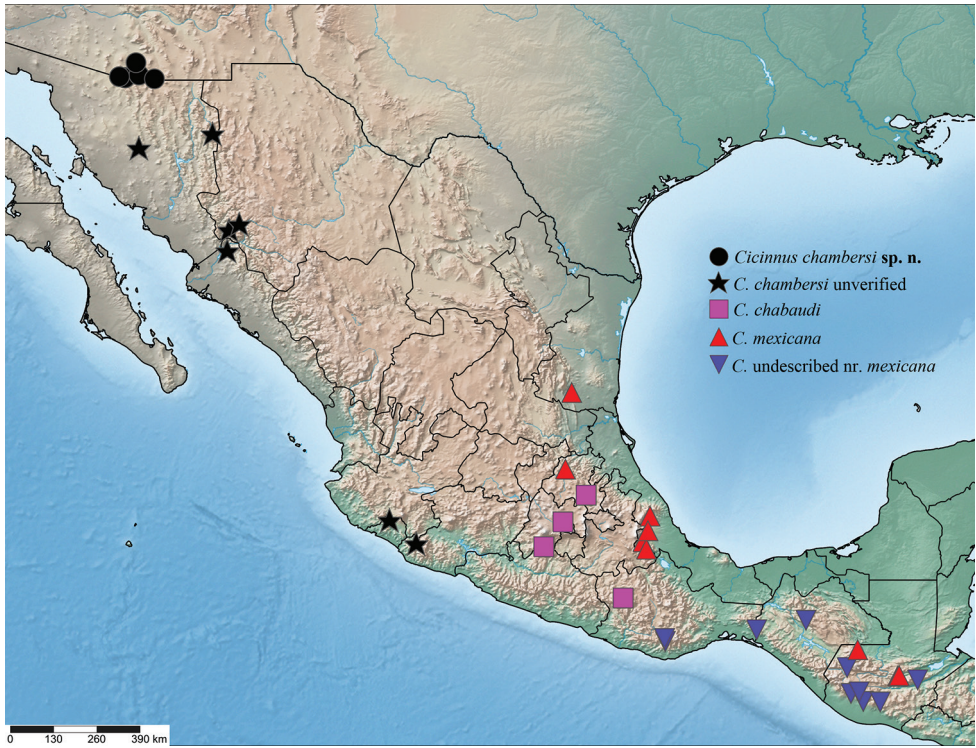 Cicinnus chambersi sp. n.
C. chambersi unverified
C. chabaudi
C. mexicana
C. undescribed nr. mexicana
0 130 260 390 km